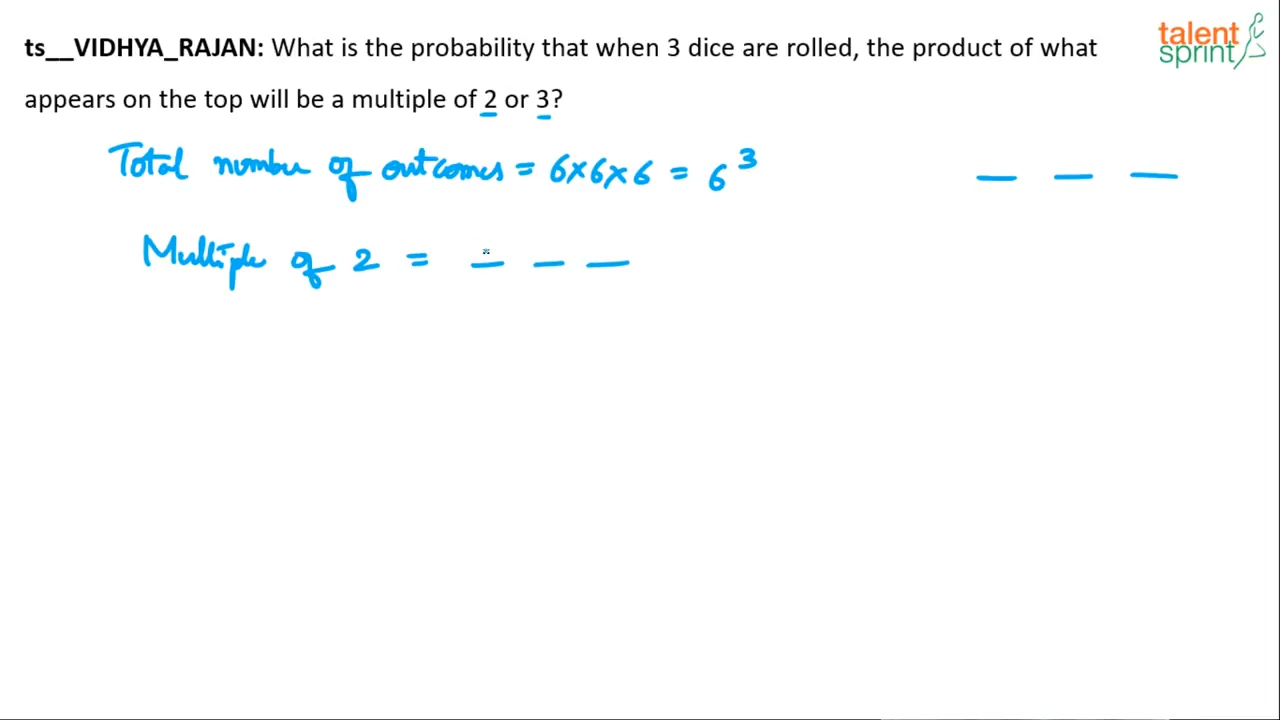 ts__VIDHYA_RAJAN: What is the probability that when 3 dice are rolled, the product of what
appears on the top will be a multiple of 2 or 3?
talent
sprint
Total number of outcomes = 6×6×6 = 6³
Multiple of 2 =